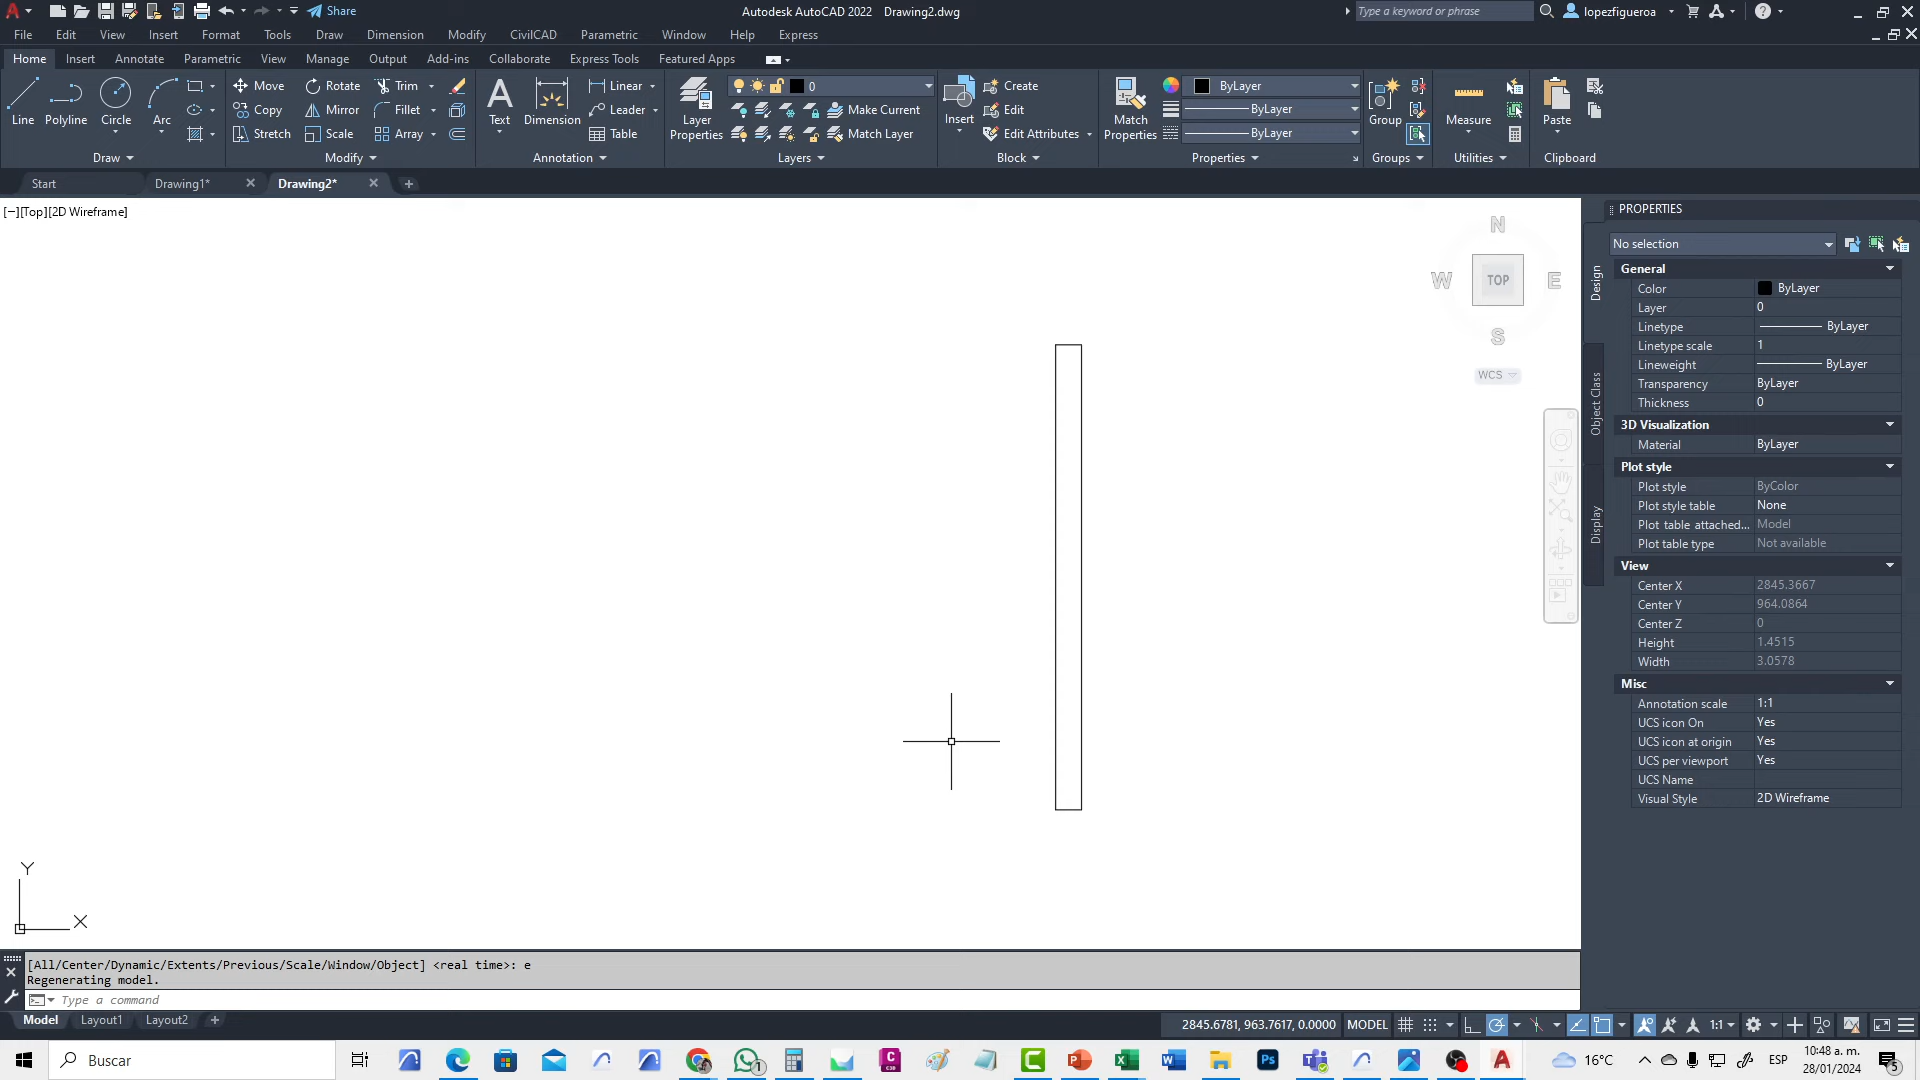 Share
Autodesk AutoCAD 2022 Drawing2.dwg
Type a keyword or phrase
lopezfigueroa
File Edit View Insert Format Tools Draw Dimension Modify CivilCAD Parametric Window Help Express
Home Insert Annotate Parametric View Manage Output Add-ins Collaborate Express Tools Featured Apps
Line Polyline Circle Arc
Move Rotate Trim
Copy Mirror Fillet
Stretch Scale Array
Text Dimension
Linear
Leader
Table
Layer Properties
0
Make Current
Match Layer
Insert
Create
Edit
Edit Attributes
Match Properties
ByLayer
ByLayer
ByLayer
Group
Measure
Paste
Draw Modify Annotation Layers Block Properties Groups Utilities Clipboard
Start Drawing1* Drawing2*
[−][Top][2D Wireframe]
N
W TOP E
S
WCS
Y
X
PROPERTIES
No selection
Design
Object Class
Display
General
Color ByLayer
Layer 0
Linetype ByLayer
Linetype scale 1
Lineweight ByLayer
Transparency ByLayer
Thickness 0
3D Visualization
Material ByLayer
Plot style
Plot style ByColor
Plot style table None
Plot table attached... Model
Plot table type Not available
View
Center X 2845.3667
Center Y 964.0864
Center Z 0
Height 1.4515
Width 3.0578
Misc
Annotation scale 1:1
UCS icon On Yes
UCS icon at origin Yes
UCS per viewport Yes
UCS Name
Visual Style 2D Wireframe
[All/Center/Dynamic/Extents/Previous/Scale/Window/Object] <real time>: e
Regenerating model.
Type a command
Model Layout1 Layout2
2845.6781, 963.7617, 0.0000 MODEL 1:1
Buscar
16°C
ESP
10:48 a. m.
28/01/2024
5